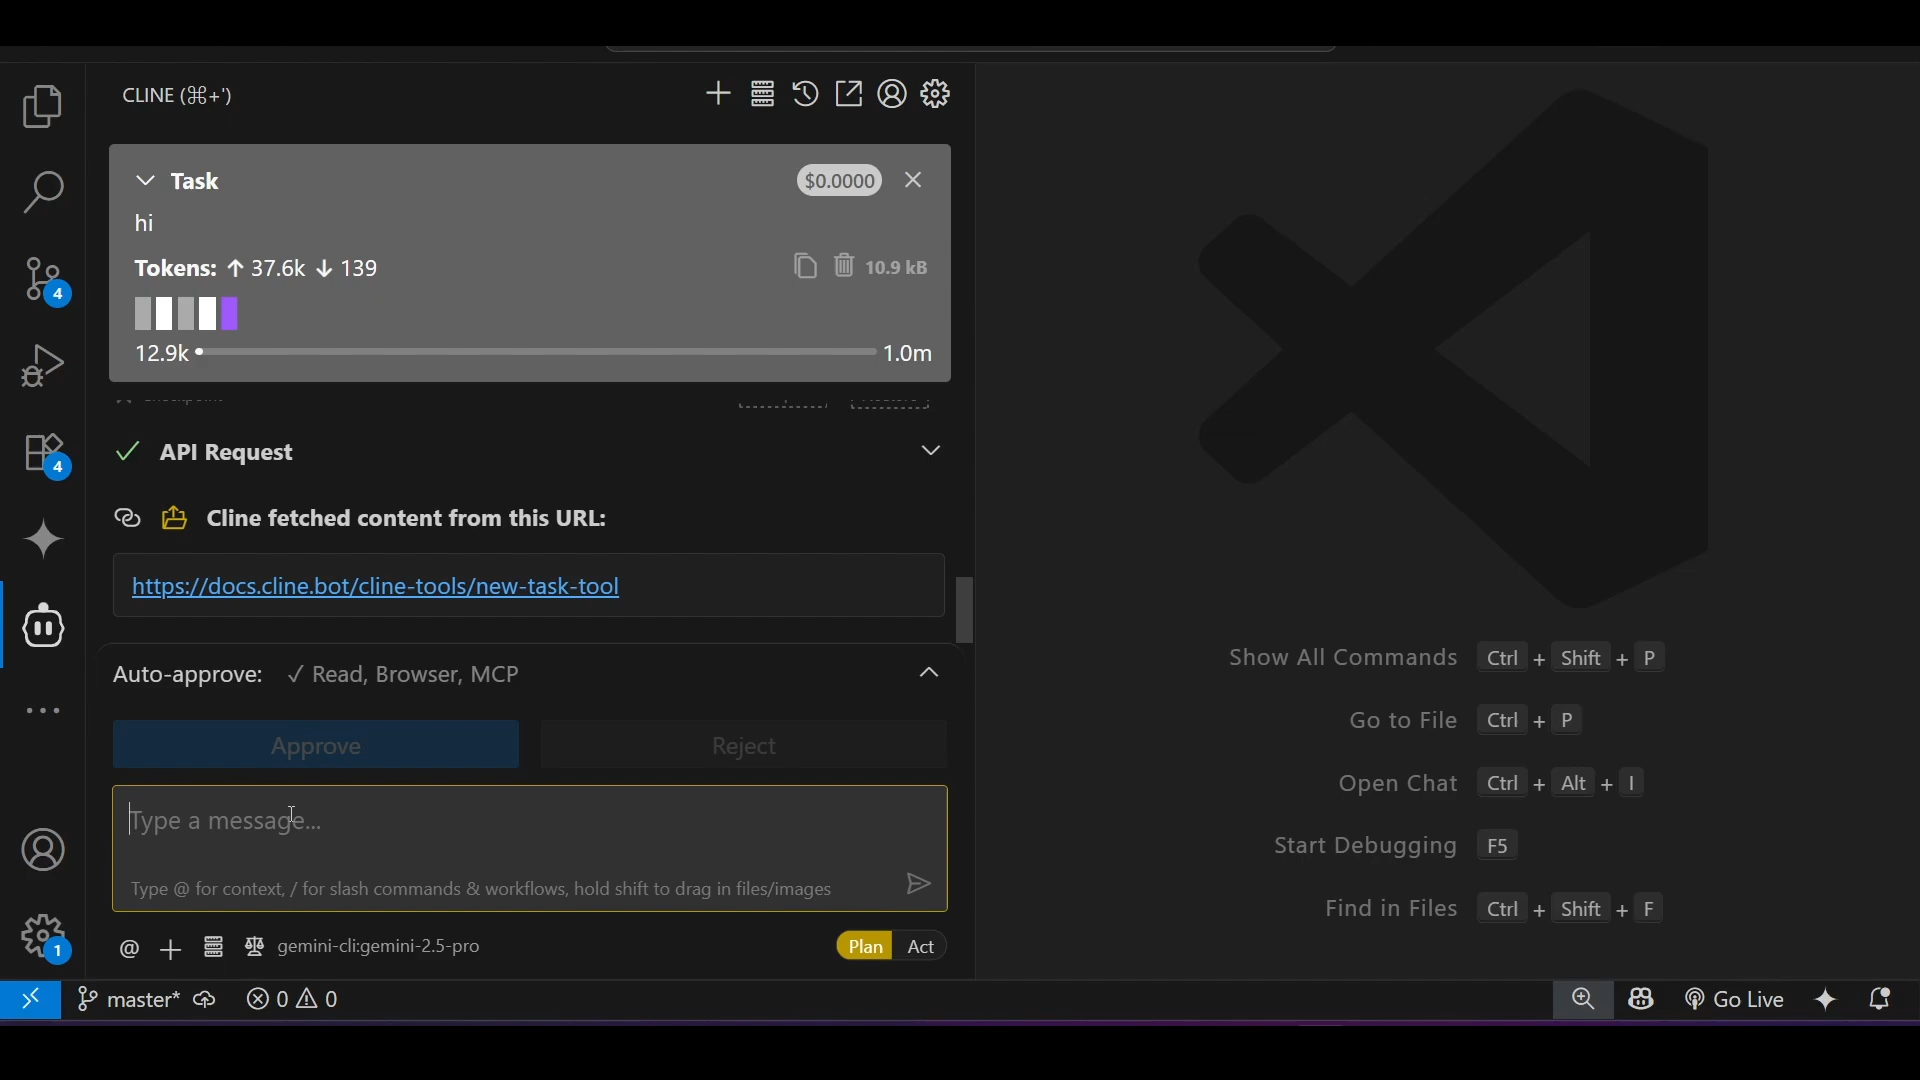 CLINE (⌘+')
Task
$0.0000
hi
Tokens: ↑ 37.6k ↓ 139
10.9 kB
12.9k
1.0m
API Request
Cline fetched content from this URL:
https://docs.cline.bot/cline-tools/new-task-tool
Auto-approve: ✓ Read, Browser, MCP
Approve
Reject
Type a message...
Type @ for context, / for slash commands & workflows, hold shift to drag in files/images
@ gemini-cli:gemini-2.5-pro
Plan Act
4
4
1
Show All Commands Ctrl + Shift + P
Go to File Ctrl + P
Open Chat Ctrl + Alt + I
Start Debugging F5
Find in Files Ctrl + Shift + F
master* 0 0
Go Live